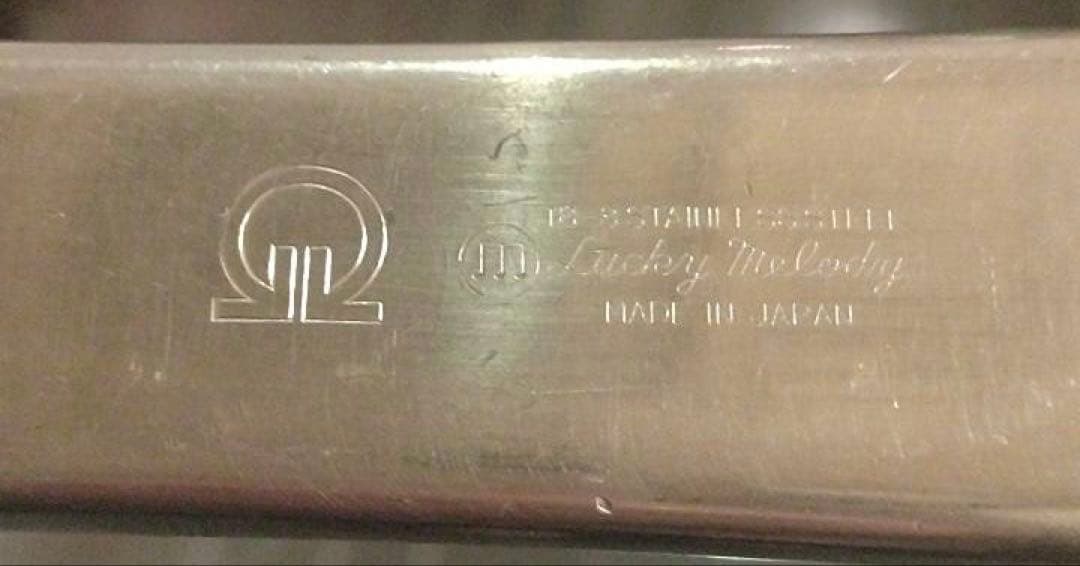 18-8 STAINLESS STEEL
m Lucky Melody
MADE IN JAPAN